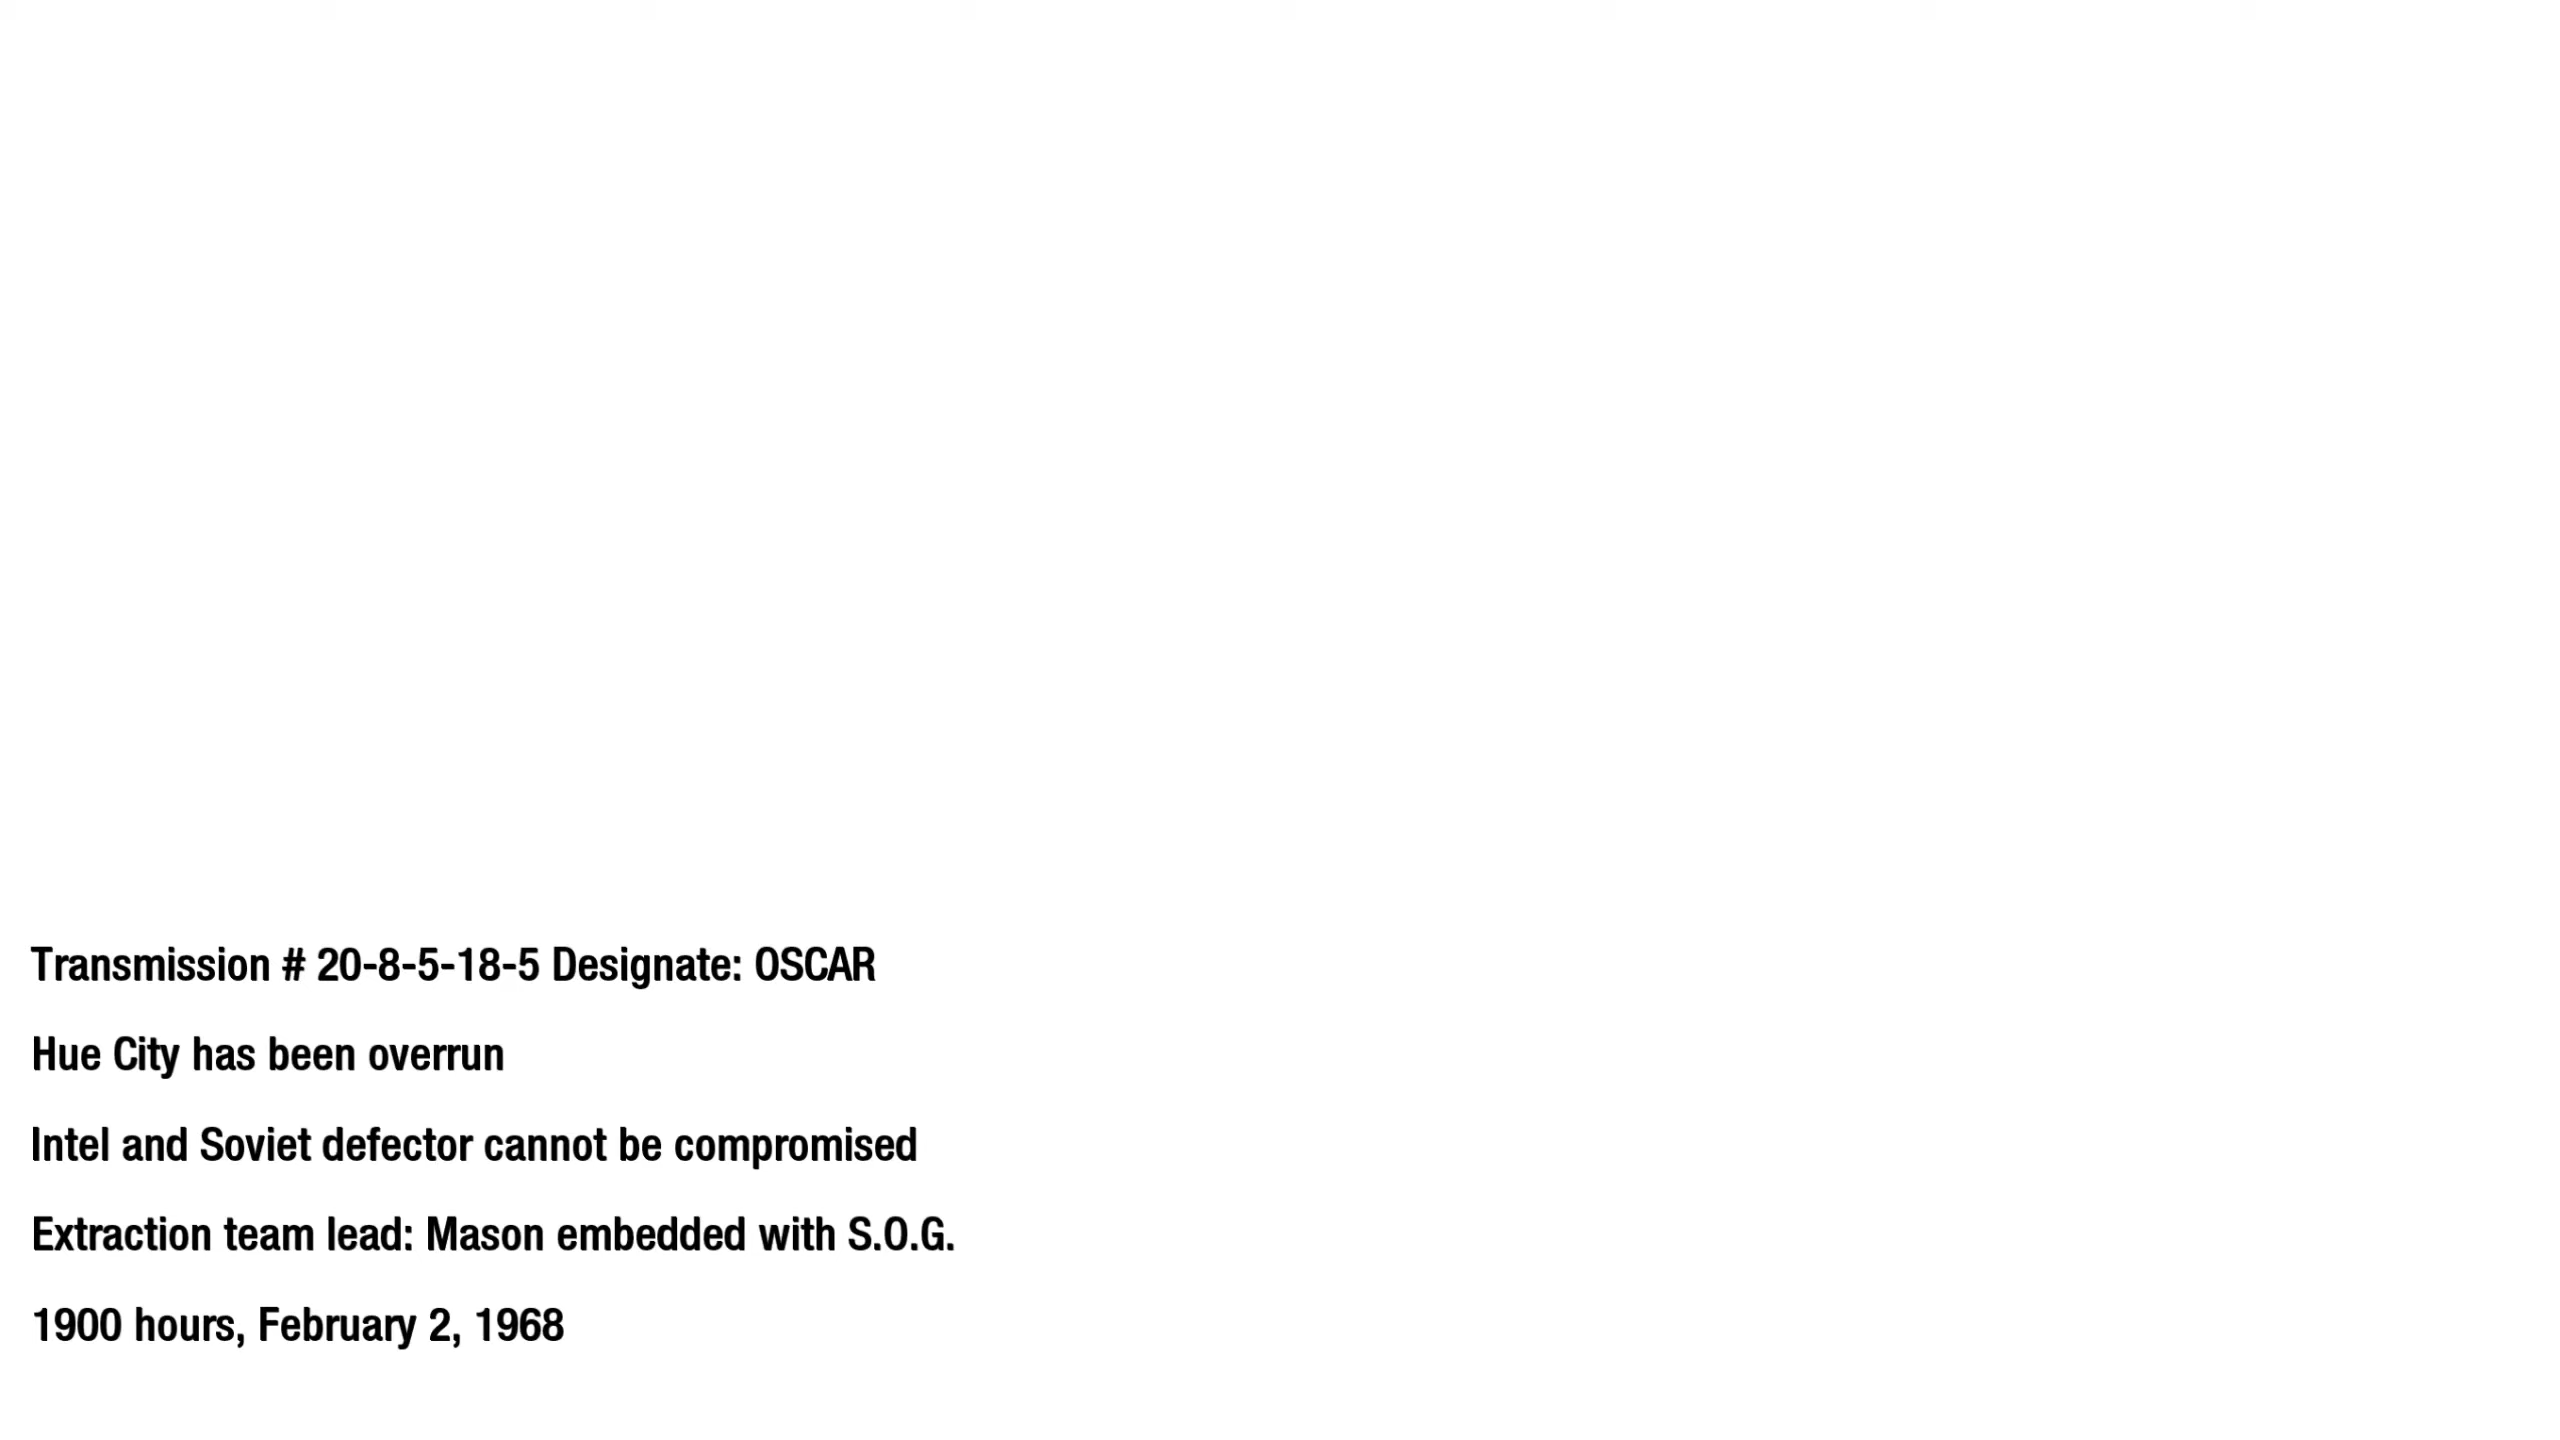 Transmission # 20-8-5-18-5 Designate: OSCAR
Hue City has been overrun
Intel and Soviet defector cannot be compromised
Extraction team lead: Mason embedded with S.O.G.
1900 hours, February 2, 1968